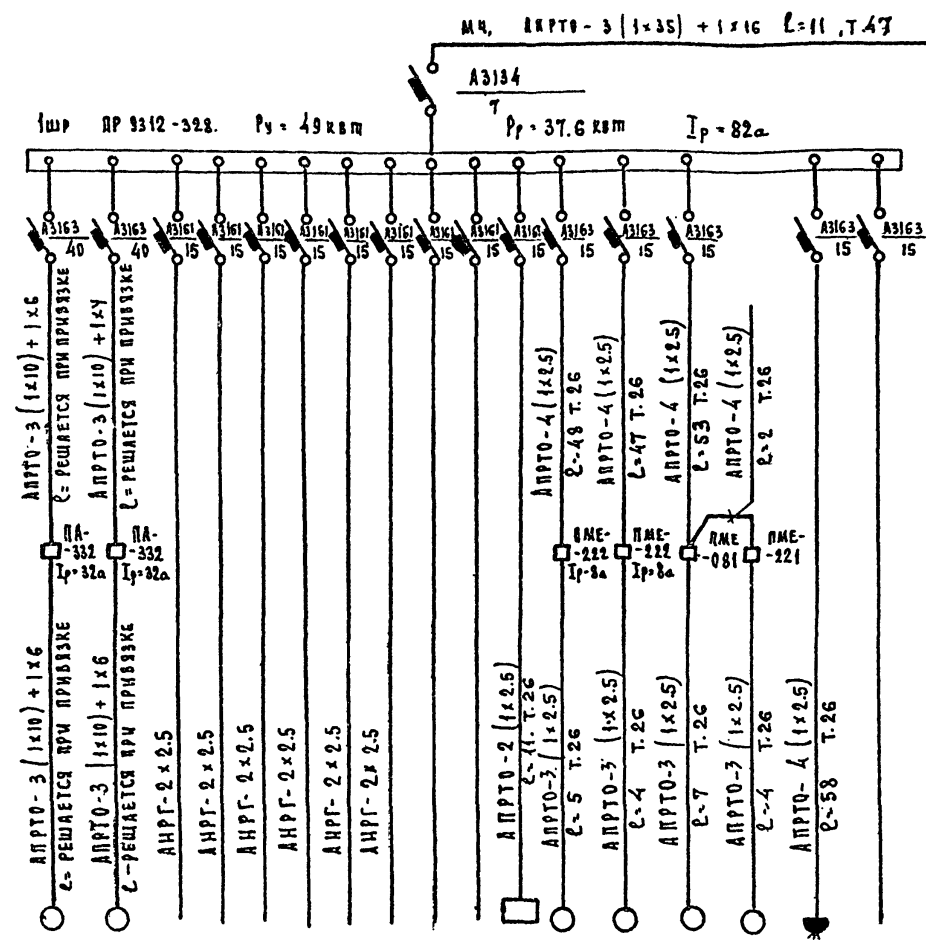 М4, АПРТО-3(1×35)+1×16 ℓ=11, Т.47
А3134
Т
1ШР ПР 9312-328. Ру=49квт Рр=37.6 квт Iр=82а
А3163
40
А3163
40
А3161
15
А3161
15
А3161
15
А3161
15
А3161
15
А3161
15
А3161
15
А3161
15
А3161
15
А3163
15
А3163
15
А3163
15
А3163
15
А3163
15
АПРТО-3(1×10)+1×6
ℓ=РЕШАЕТСЯ ПРИ ПРИВЯЗКЕ
АПРТО-3(1×10)+1×4
ℓ=РЕШАЕТСЯ ПРИ ПРИВЯЗКЕ
АПРТО-4(1×2.5)
ℓ=48 Т.26
АПРТО-4(1×2.5)
ℓ=47 Т.26
АПРТО-4(1×2.5)
ℓ=53 Т.26
АПРТО-4(1×2.5)
ℓ=2 Т.26
ПА-
-332
Iр=32а
ПА-
-332
Iр=32а
ПМЕ-
-222
Iр=8а
ПМЕ-
-222
Iр=8а
ПМЕ
-081
ПМЕ-
-221
АПРТО-3(1×10)+1×6
ℓ=РЕШАЕТСЯ ПРИ ПРИВЯЗКЕ
АПРТО-3(1×10)+1×6
ℓ-РЕШАЕТСЯ ПРИ ПРИВЯЗКЕ
АНРГ-2×2.5
АНРГ-2×2.5
АНРГ-2×2.5
АНРГ-2×2.5
АНРГ-2×2.5
АНРГ-2×2.5
АПРТО-2(1×2.5)
ℓ=11. Т.26
АПРТО-3(1×2.5)
ℓ=5 Т.26
АПРТО-3(1×2.5)
ℓ=4 Т.26
АПРТО-3(1×2.5)
ℓ=7 Т.26
АПРТО-3(1×2.5)
ℓ=4 Т.26
АПРТО-4(1×2.5)
ℓ=58 Т.26